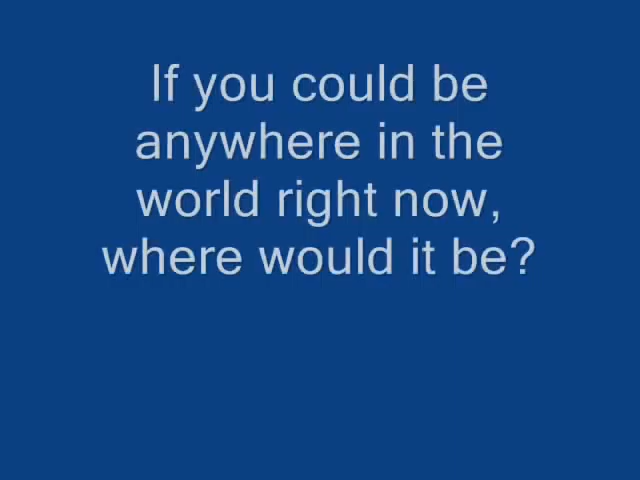 If you could be
anywhere in the
world right now,
where would it be?